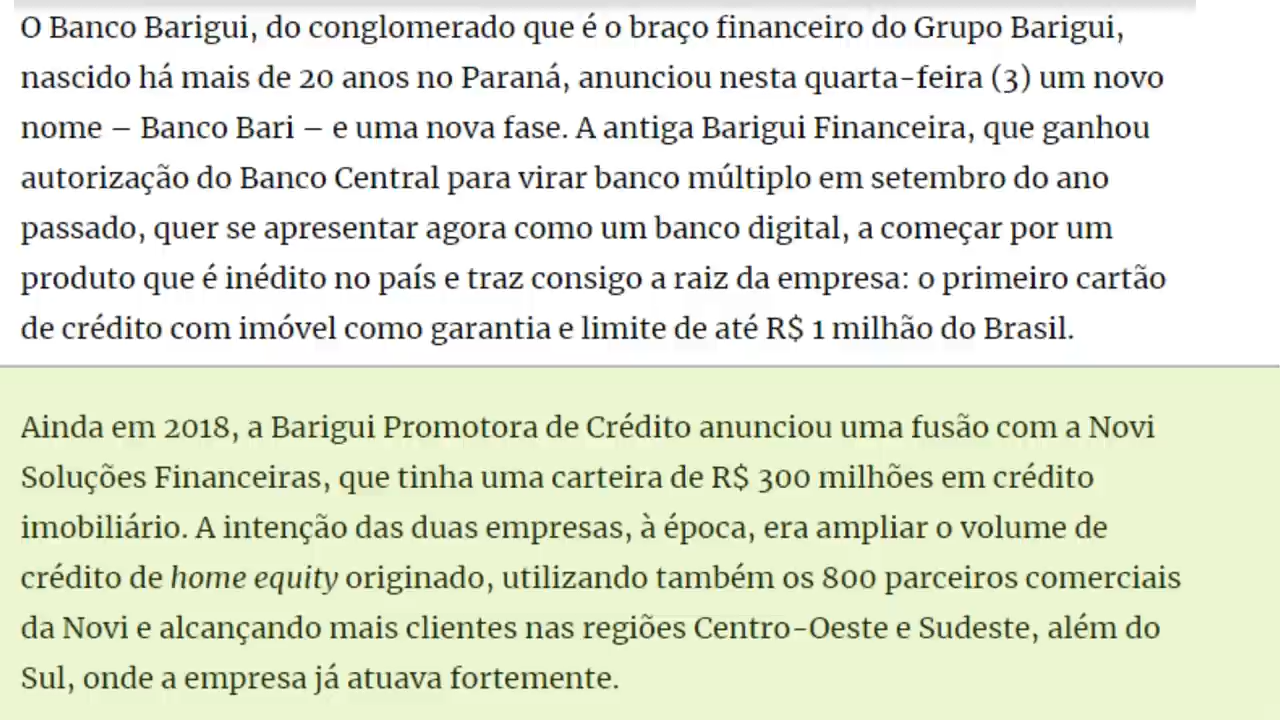 O Banco Barigui, do conglomerado que é o braço financeiro do Grupo Barigui,
nascido há mais de 20 anos no Paraná, anunciou nesta quarta-feira (3) um novo
nome – Banco Bari – e uma nova fase. A antiga Barigui Financeira, que ganhou
autorização do Banco Central para virar banco múltiplo em setembro do ano
passado, quer se apresentar agora como um banco digital, a começar por um
produto que é inédito no país e traz consigo a raiz da empresa: o primeiro cartão
de crédito com imóvel como garantia e limite de até R$ 1 milhão do Brasil.
Ainda em 2018, a Barigui Promotora de Crédito anunciou uma fusão com a Novi
Soluções Financeiras, que tinha uma carteira de R$ 300 milhões em crédito
imobiliário. A intenção das duas empresas, à época, era ampliar o volume de
crédito de home equity originado, utilizando também os 800 parceiros comerciais
da Novi e alcançando mais clientes nas regiões Centro-Oeste e Sudeste, além do
Sul, onde a empresa já atuava fortemente.